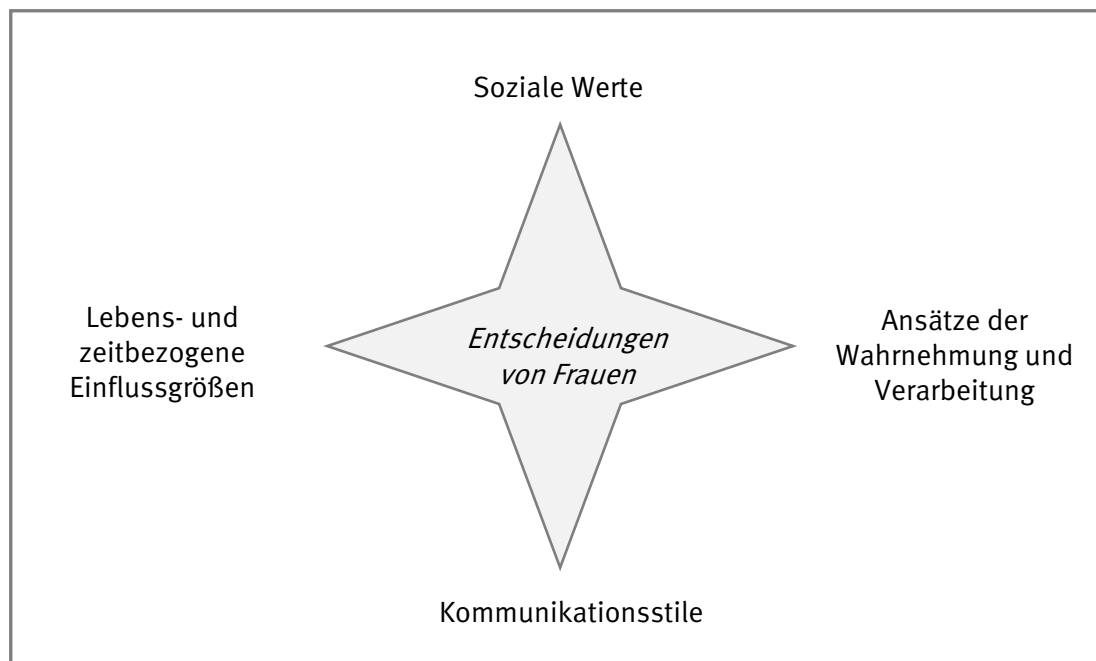 Soziale Werte
Lebens- und
zeitbezogene
Einflussgrößen
Entscheidungen
von Frauen
Ansätze der
Wahrnehmung und
Verarbeitung
Kommunikationsstile